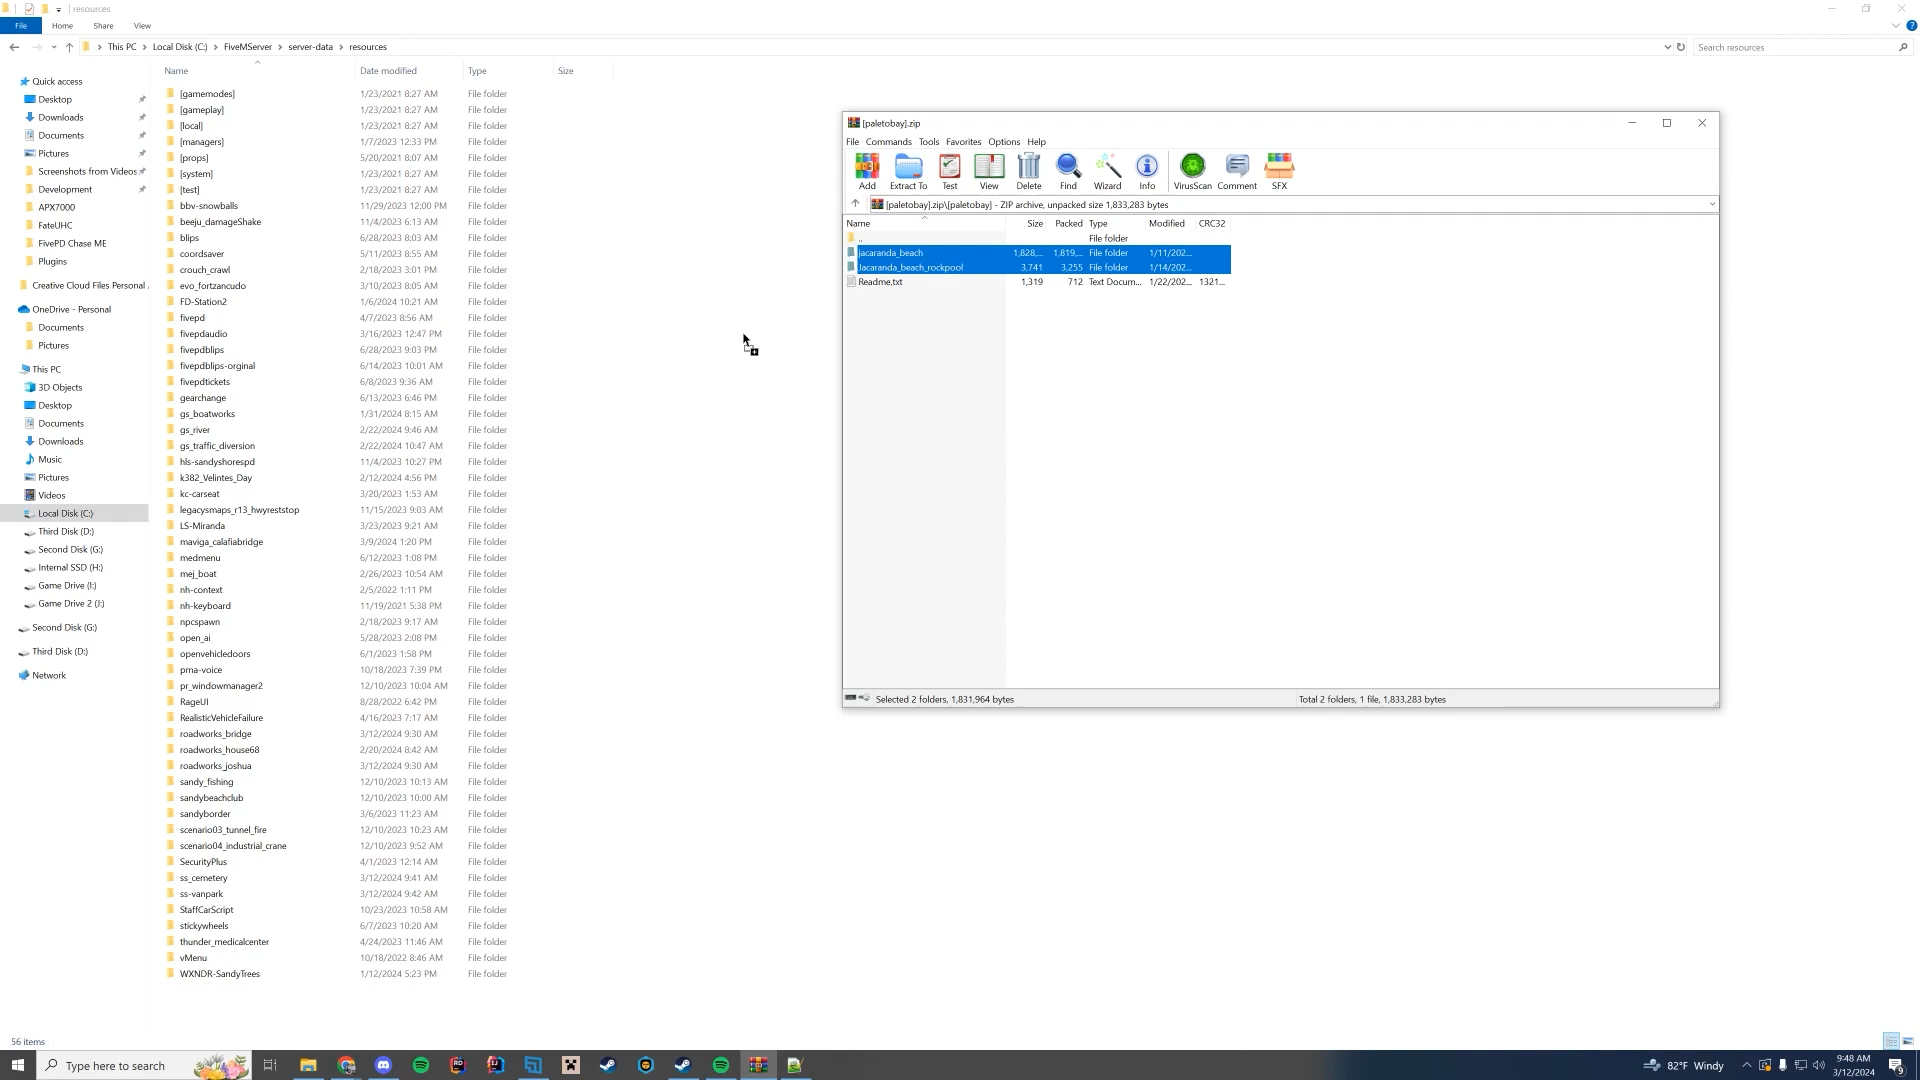 resources
File Home Share View
This PC Local Disk (C:) FiveMServer server-data resources
Search resources
Name Date modified Type Size
Quick access
Desktop
Downloads
Documents
Pictures
Screenshots from Videos
Development
APX7000
FateUHC
FivePD Chase ME
Plugins
Creative Cloud Files Personal
OneDrive - Personal
Documents
Pictures
This PC
3D Objects
Desktop
Documents
Downloads
Music
Pictures
Videos
Local Disk (C:)
Third Disk (D:)
Second Disk (G:)
Internal SSD (H:)
Game Drive (I:)
Game Drive 2 (J:)
Second Disk (G:)
Third Disk (D:)
Network
[gamemodes] 1/23/2021 8:27 AM File folder
[gameplay] 1/23/2021 8:27 AM File folder
[local] 1/23/2021 8:27 AM File folder
[managers] 1/7/2023 12:33 PM File folder
[props] 5/20/2021 8:07 AM File folder
[system] 1/23/2021 8:27 AM File folder
[test] 1/23/2021 8:27 AM File folder
bbv-snowballs 11/29/2023 12:00 PM File folder
beeju_damageShake 11/4/2023 6:13 AM File folder
blips 6/28/2023 8:03 AM File folder
coordsaver 5/11/2023 8:55 AM File folder
crouch_crawl 2/18/2023 3:01 PM File folder
evo_fortzancudo 3/10/2023 8:05 AM File folder
FD-Station2 1/6/2024 10:21 AM File folder
fivepd 4/7/2023 8:56 AM File folder
fivepdaudio 3/16/2023 12:47 PM File folder
fivepdblips 6/28/2023 9:03 PM File folder
fivepdblips-orginal 6/14/2023 10:01 AM File folder
fivepdtickets 6/8/2023 9:36 AM File folder
gearchange 6/13/2023 6:46 PM File folder
gs_boatworks 1/31/2024 8:15 AM File folder
gs_river 2/22/2024 9:46 AM File folder
gs_traffic_diversion 2/22/2024 10:47 AM File folder
hls-sandyshorespd 11/4/2023 10:27 PM File folder
k382_Velintes_Day 2/12/2024 4:56 PM File folder
kc-carseat 3/20/2023 1:53 AM File folder
legacysmaps_r13_hwyreststop 11/15/2023 9:03 AM File folder
LS-Miranda 3/23/2023 9:21 AM File folder
maviga_calafiabridge 3/9/2024 1:20 PM File folder
medmenu 6/12/2023 1:08 PM File folder
mej_boat 2/26/2023 10:54 AM File folder
nh-context 2/5/2022 1:11 PM File folder
nh-keyboard 11/19/2021 5:38 PM File folder
npcspawn 2/18/2023 9:17 AM File folder
open_ai 5/28/2023 2:08 PM File folder
openvehicledoors 6/1/2023 1:58 PM File folder
pma-voice 10/18/2023 7:39 PM File folder
pr_windowmanager2 12/10/2023 10:04 AM File folder
RageUI 8/28/2022 6:42 PM File folder
RealisticVehicleFailure 4/16/2023 7:17 AM File folder
roadworks_bridge 3/12/2024 9:30 AM File folder
roadworks_house68 2/20/2024 8:42 AM File folder
roadworks_joshua 3/12/2024 9:30 AM File folder
sandy_fishing 12/10/2023 10:13 AM File folder
sandybeachclub 12/10/2023 10:00 AM File folder
sandyborder 3/6/2023 11:23 AM File folder
scenario03_tunnel_fire 12/10/2023 10:23 AM File folder
scenario04_industrial_crane 12/10/2023 9:52 AM File folder
SecurityPlus 4/1/2023 12:14 AM File folder
ss_cemetery 3/12/2024 9:41 AM File folder
ss-vanpark 3/12/2024 9:42 AM File folder
StaffCarScript 10/23/2023 10:58 AM File folder
stickywheels 6/7/2023 10:20 AM File folder
thunder_medicalcenter 4/24/2023 11:46 AM File folder
vMenu 10/18/2022 8:46 AM File folder
WXNDR-SandyTrees 1/12/2024 5:23 PM File folder
56 items
[paletobay].zip
File Commands Tools Favorites Options Help
Add Extract To Test View Delete Find Wizard Info VirusScan Comment SFX
[paletobay].zip\[paletobay] - ZIP archive, unpacked size 1,833,283 bytes
Name Size Packed Type Modified CRC32
.. File folder
jacaranda_beach 1,828,... 1,819,... File folder 1/11/202...
Jacaranda_beach_rockpool 3,741 3,255 File folder 1/14/202...
Readme.txt 1,319 712 Text Docum... 1/22/202... 1321...
Selected 2 folders, 1,831,964 bytes
Total 2 folders, 1 file, 1,833,283 bytes
Type here to search
82°F Windy
9:48 AM
3/12/2024
9